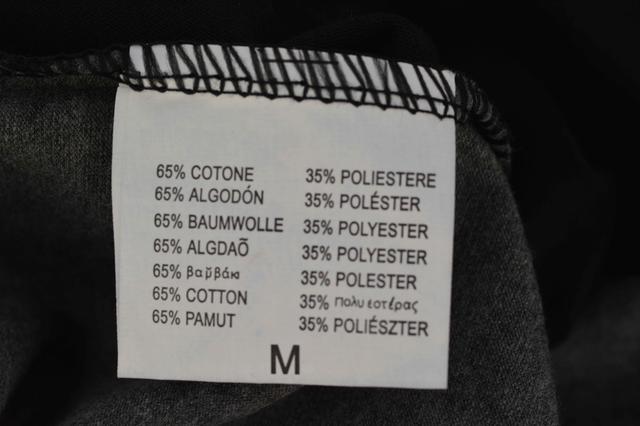 65% COTONE 35% POLIESTERE
65% ALGODÓN 35% POLÉSTER
65% BAUMWOLLE 35% POLYESTER
65% ALGDAÕ 35% POLYESTER
65% βαμβάκι 35% POLESTER
65% COTTON 35% πολυεστέρας
65% PAMUT 35% POLIÉSZTER
M